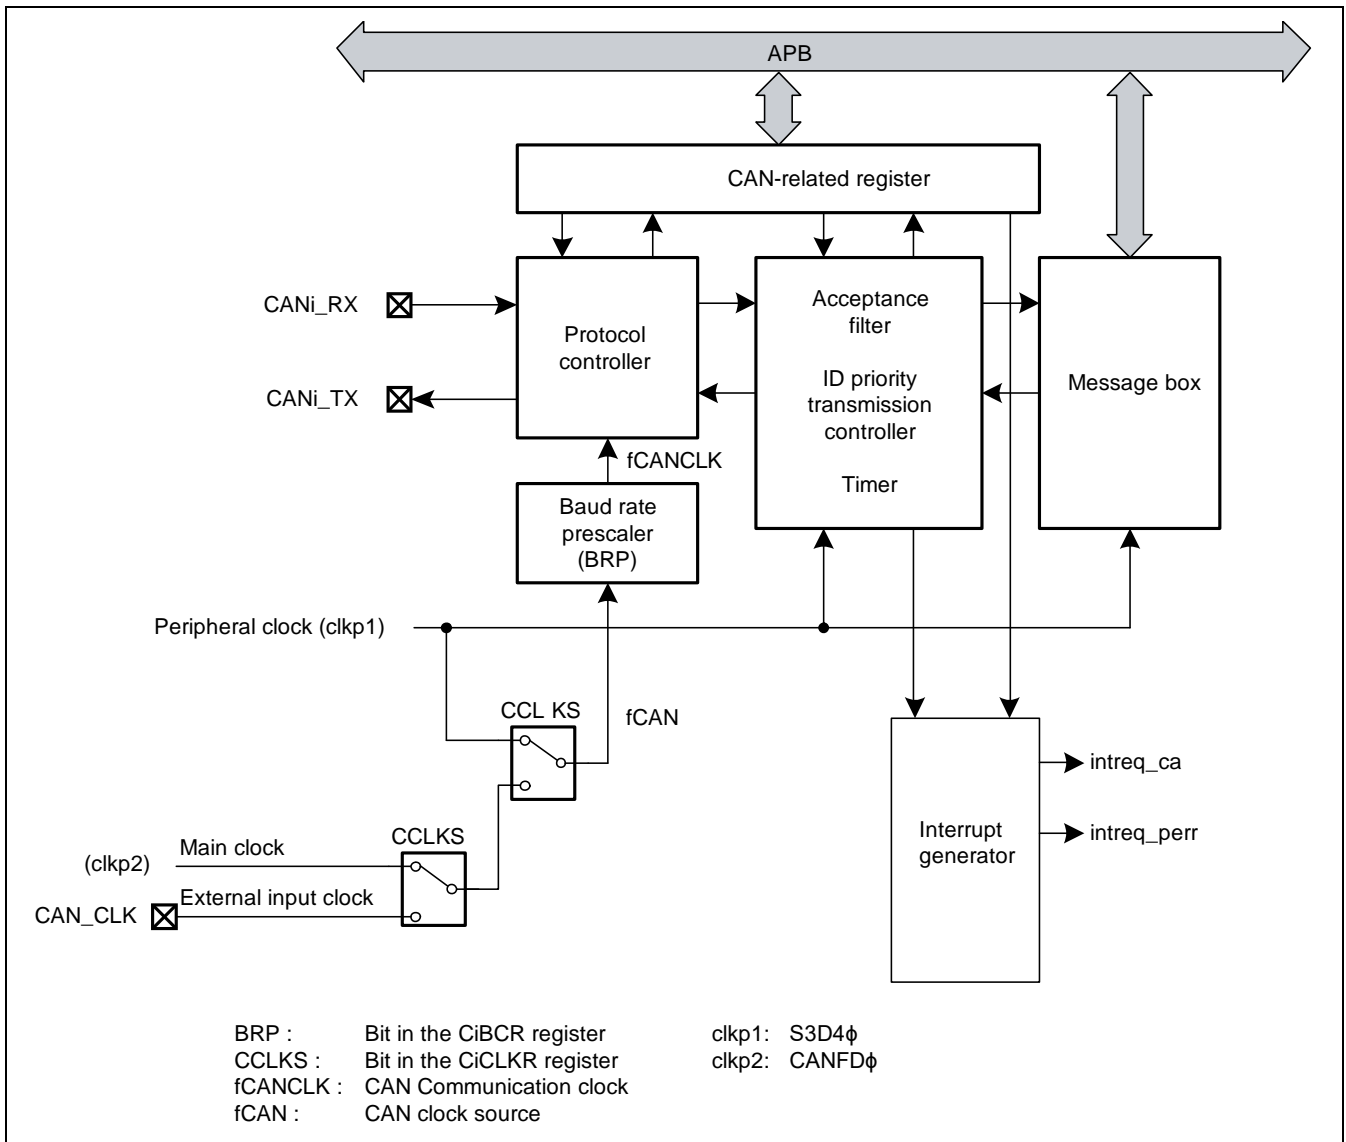 APB
CAN-related register
CANi_RX
CANi_TX
Protocol
controller
Acceptance
filter
ID priority
transmission
controller
Timer
Message box
fCANCLK
Baud rate
prescaler
(BRP)
Peripheral clock (clkp1)
CCL KS
fCAN
CCLKS
(clkp2)
Main clock
External input clock
CAN_CLK
Interrupt
generator
intreq_ca
intreq_perr
BRP : Bit in the CiBCR register
CCLKS : Bit in the CiCLKR register
fCANCLK : CAN Communication clock
fCAN : CAN clock source
clkp1: S3D4ϕ
clkp2: CANFDϕ